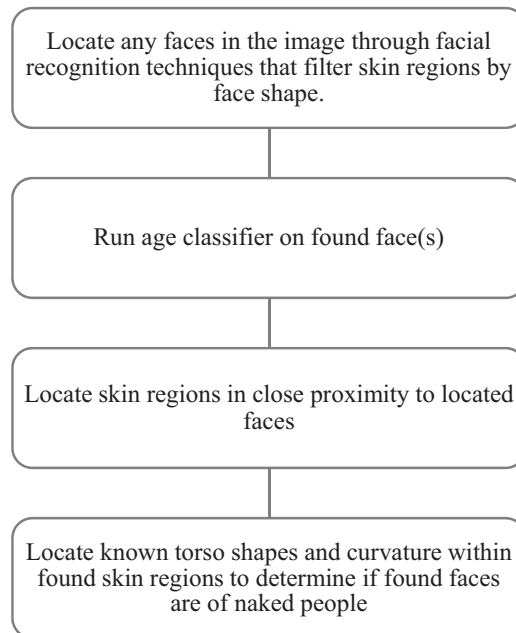 Locate any faces in the image through facial
recognition techniques that filter skin regions by
face shape.
Run age classifier on found face(s)
Locate skin regions in close proximity to located
faces
Locate known torso shapes and curvature within
found skin regions to determine if found faces
are of naked people